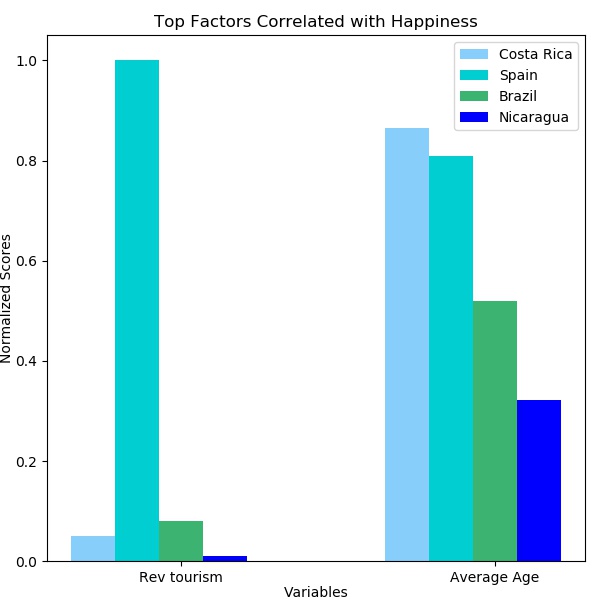 Top Factors Correlated with Happiness
Costa Rica
Spain
Brazil
Nicaragua
1.0
0.8
0.6
0.4
0.2
0.0
Normalized Scores
Rev tourism
Average Age
Variables